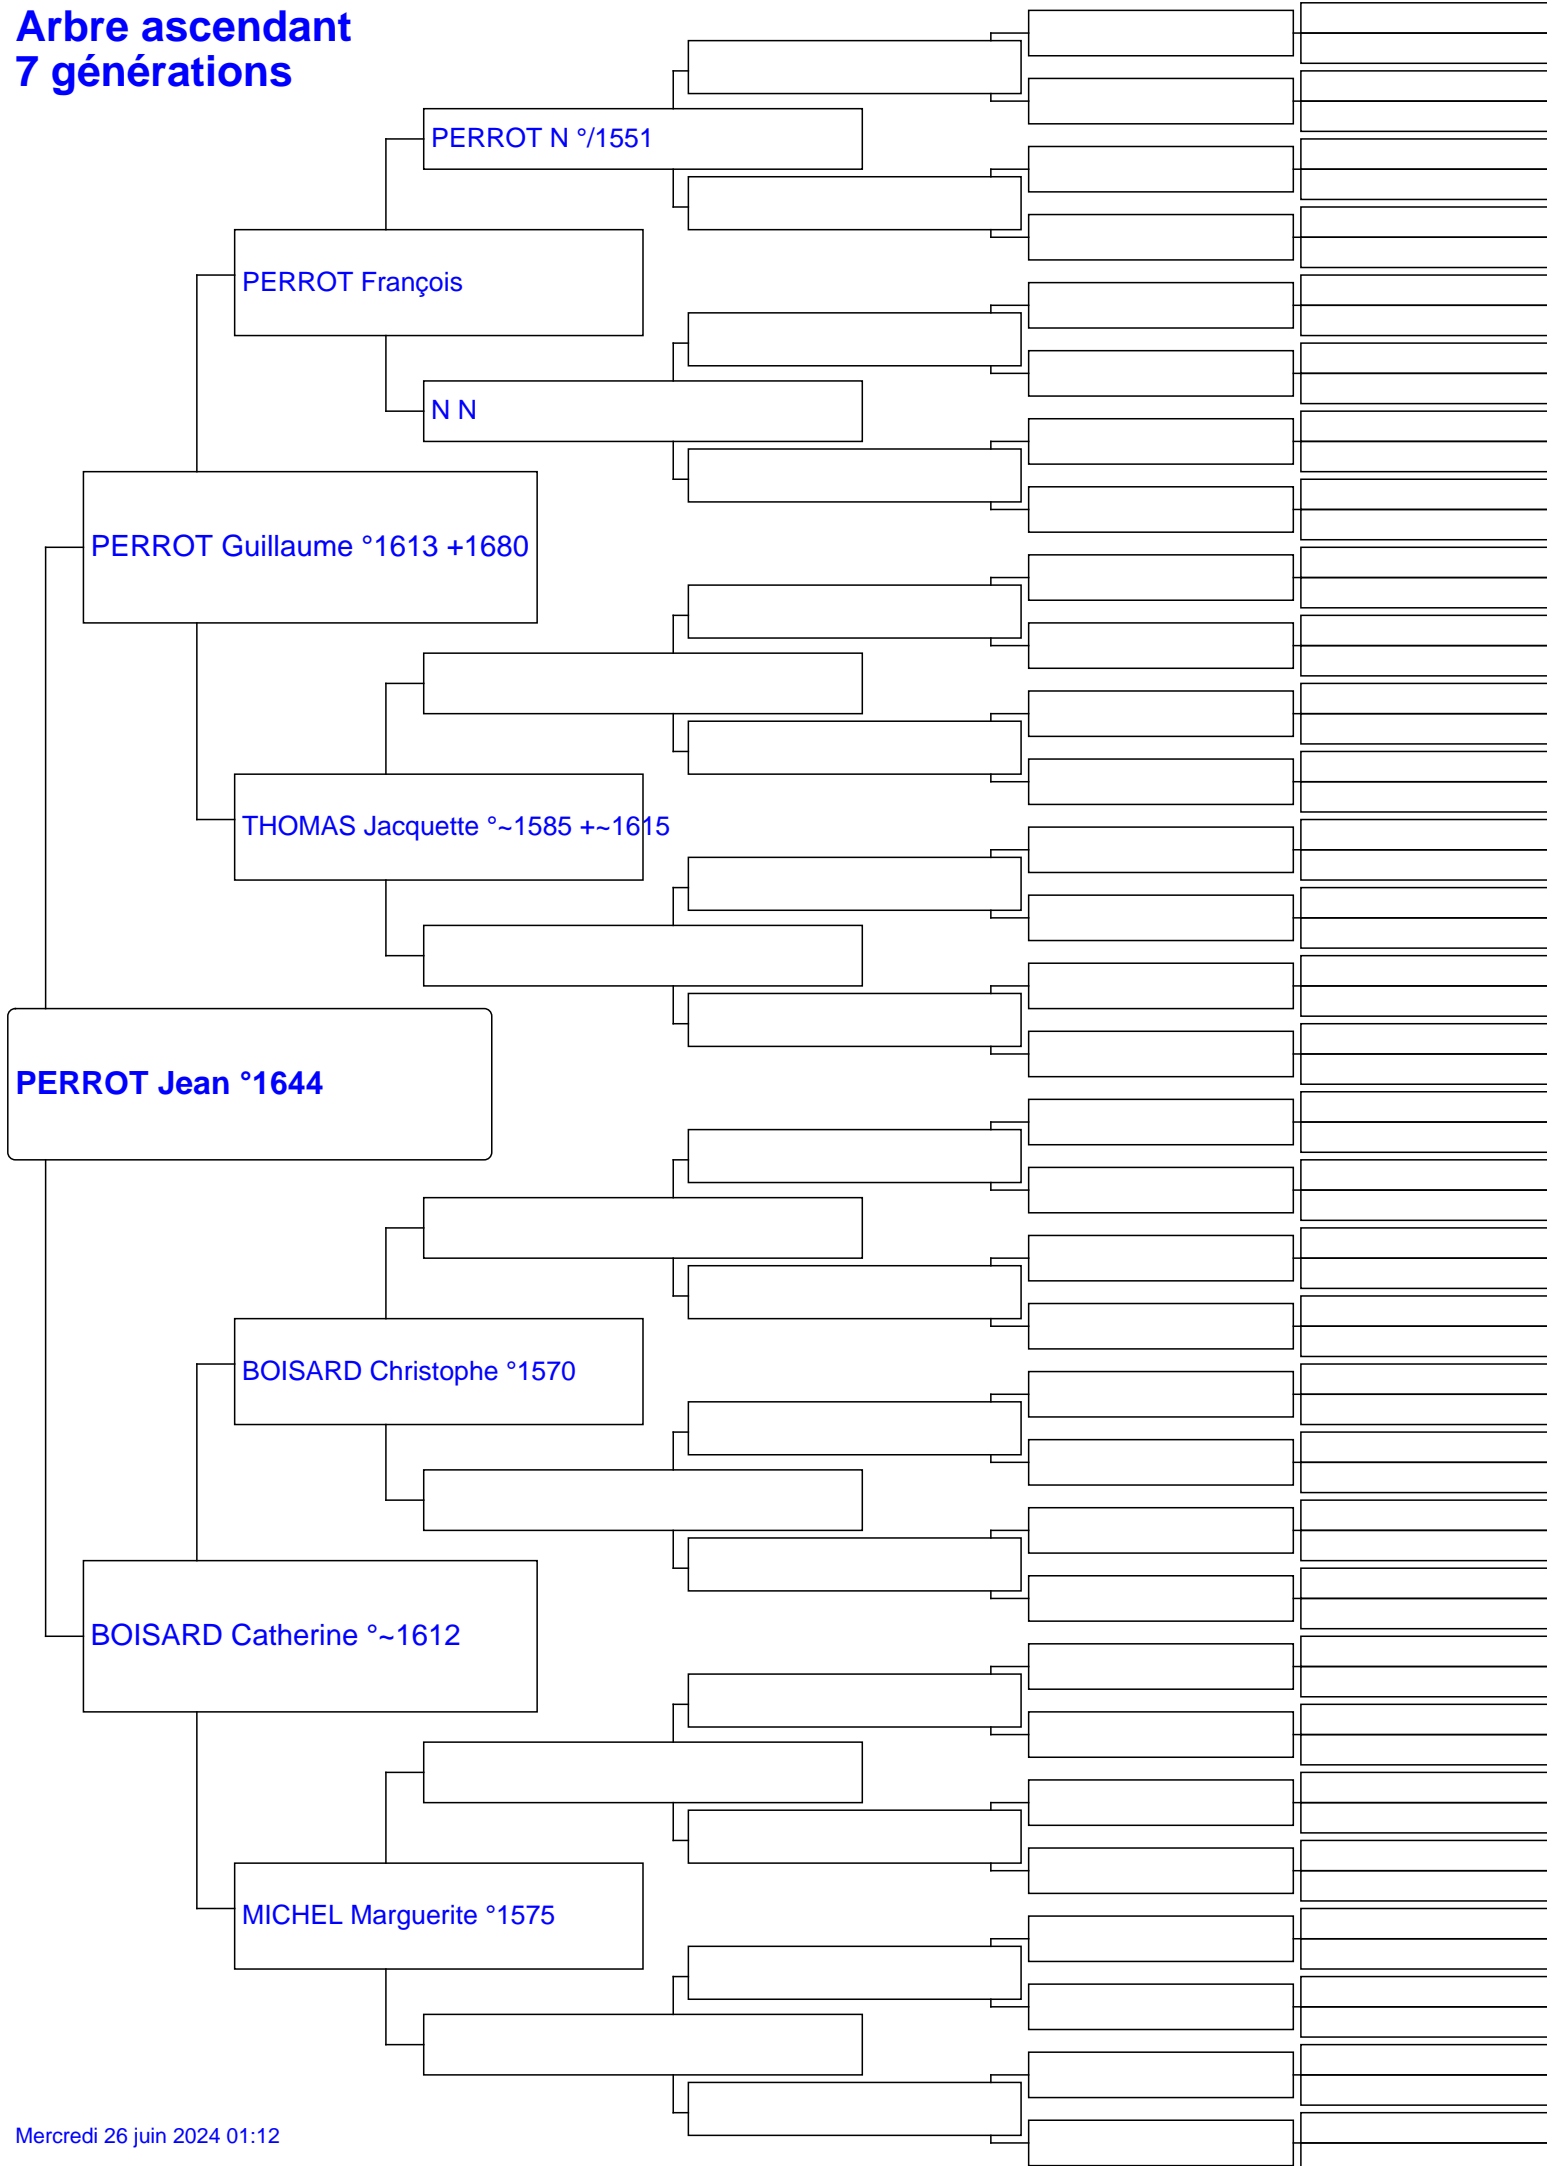 Arbre ascendant
7 générations
PERROT N °/1551
PERROT François
N N
PERROT Guillaume °1613 +1680
THOMAS Jacquette °~1585 +~1615
PERROT Jean °1644
BOISARD Christophe °1570
BOISARD Catherine °~1612
MICHEL Marguerite °1575
Mercredi 26 juin 2024 01:12